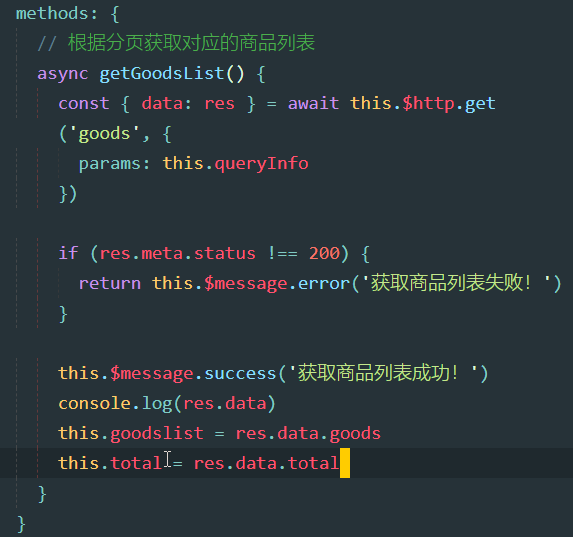 methods: {
// 根据分页获取对应的商品列表
async getGoodsList() {
const { data: res } = await this.$http.get
('goods', {
params: this.queryInfo
})
if (res.meta.status !== 200) {
return this.$message.error('获取商品列表失败！')
}
this.$message.success('获取商品列表成功！')
console.log(res.data)
this.goodslist = res.data.goods
this.total = res.data.total
}
}